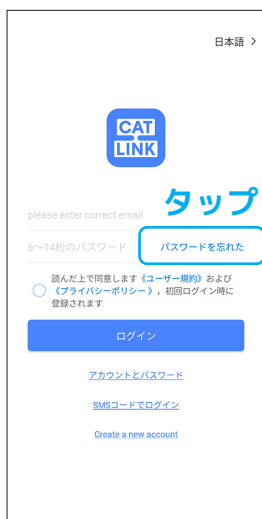 日本語 >
CAT
LINK
タップ
please enter correct email
6〜14桁のパスワード
パスワードを忘れた
読んだ上で同意します《ユーザー規約》および
《プライバシーポリシー 》，初回ログイン時に
登録されます
ログイン
アカウントとパスワード
SMSコードでログイン
Create a new account